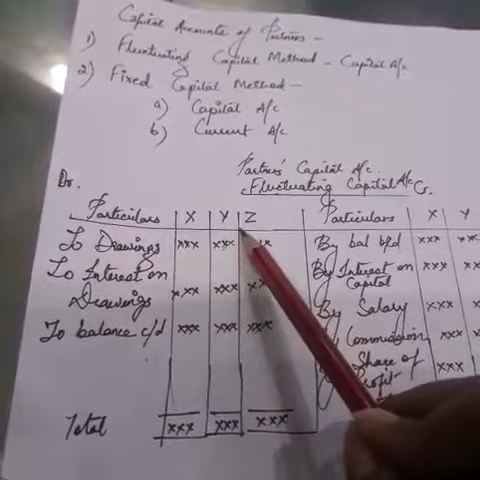 Capital Accounts of Partners -
1) Fluctuating Capital Method - Capital A/c
2) Fixed Capital Method -
a) Capital A/c
b) Current A/c
Partners' Capital A/c.
Dr. Fluctuating Capital A/c Cr.
Particulars X Y Z Particulars X Y
To Drawings xxx xxx By bal b/d xxx
To Interest on Drawings xxx xxx By Interest on Capital xxx xx
By Salary xxx
To balance c/d xxx xxx xxx By Commission xxx
Share of Profit xxx
Total xxx xxx xxx